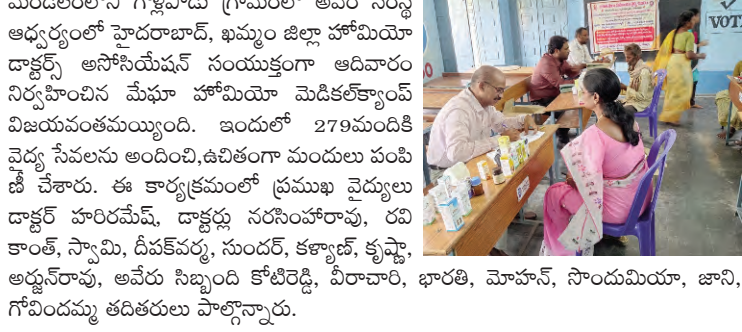 మండలంలోని గొల్లపాడు గ్రామంలో అవేర్ సంస్థ
ఆధ్వర్యంలో హైదరాబాద్, ఖమ్మం జిల్లా హోమియో
డాక్టర్స్ అసోసియేషన్ సంయుక్తంగా ఆదివారం
నిర్వహించిన మేఘా హోమియో మెడికల్‌క్యాంప్
విజయవంతమయ్యింది. ఇందులో 279మందికి
వైద్య సేవలను అందించి,ఉచితంగా మందులు పంపి
ణీ చేశారు. ఈ కార్యక్రమంలో ప్రముఖ వైద్యులు
డాక్టర్ హరిరమేష్, డాక్టర్లు నరసింహారావు, రవి
కాంత్, స్వామి, దీపక్‌వర్మ, సుందర్, కళ్యాణ్, కృష్ణా,
అర్జున్‌రావు, అవేరు సిబ్బంది కోటిరెడ్డి, వీరాచారి, భారతి, మోహన్, సొందుమియా, జాని,
గోవిందమ్మ తదితరులు పాల్గొన్నారు.
VOT